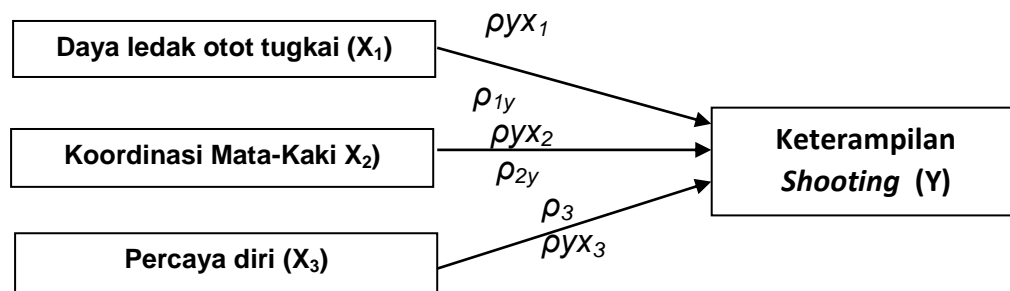 ρyx₁
Daya ledak otot tugkai (X₁)
ρ₁y
Koordinasi Mata-Kaki X₂)
ρyx₂
ρ₂y
Keterampilan
Shooting (Y)
ρ₃
Percaya diri (X₃)
ρyx₃